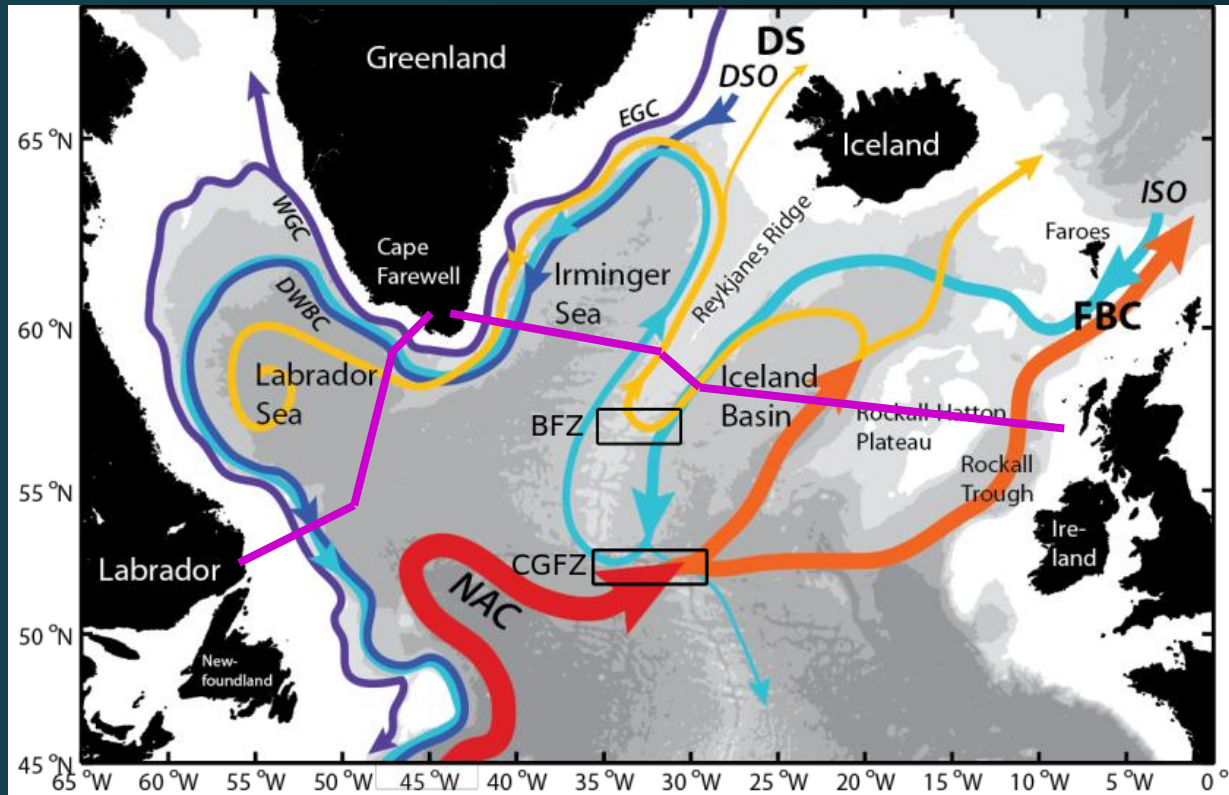 Greenland
DS
DSO
EGC
Iceland
65 °N
ISO
WGC
Cape
Farewell
Irminger
Sea
Reykjanes Ridge
Faroes
FBC
60 °N
DWBC
Labrador
Sea
Iceland
Basin
BFZ
Rockall-Hatton
Plateau
Rockall
Trough
55 °N
Ire-
land
Labrador
CGFZ
NAC
50 °N
New-
foundland
45 °N
65 °W 60 °W 55 °W 50 °W 45 °W 40 °W 35 °W 30 °W 25 °W 20 °W 15 °W 10 °W 5 °W 0 °